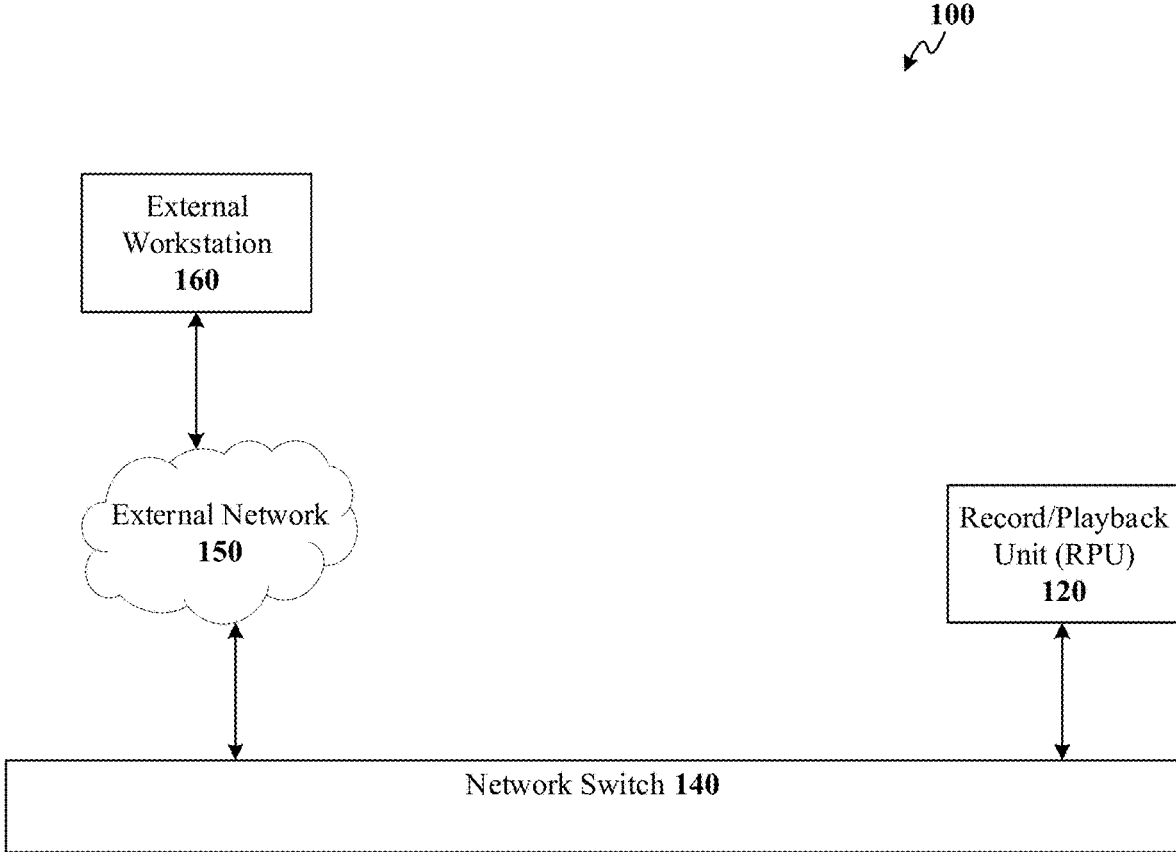 100
External
Workstation
160
External Network
150
Record/Playback
Unit (RPU)
120
Network Switch 140